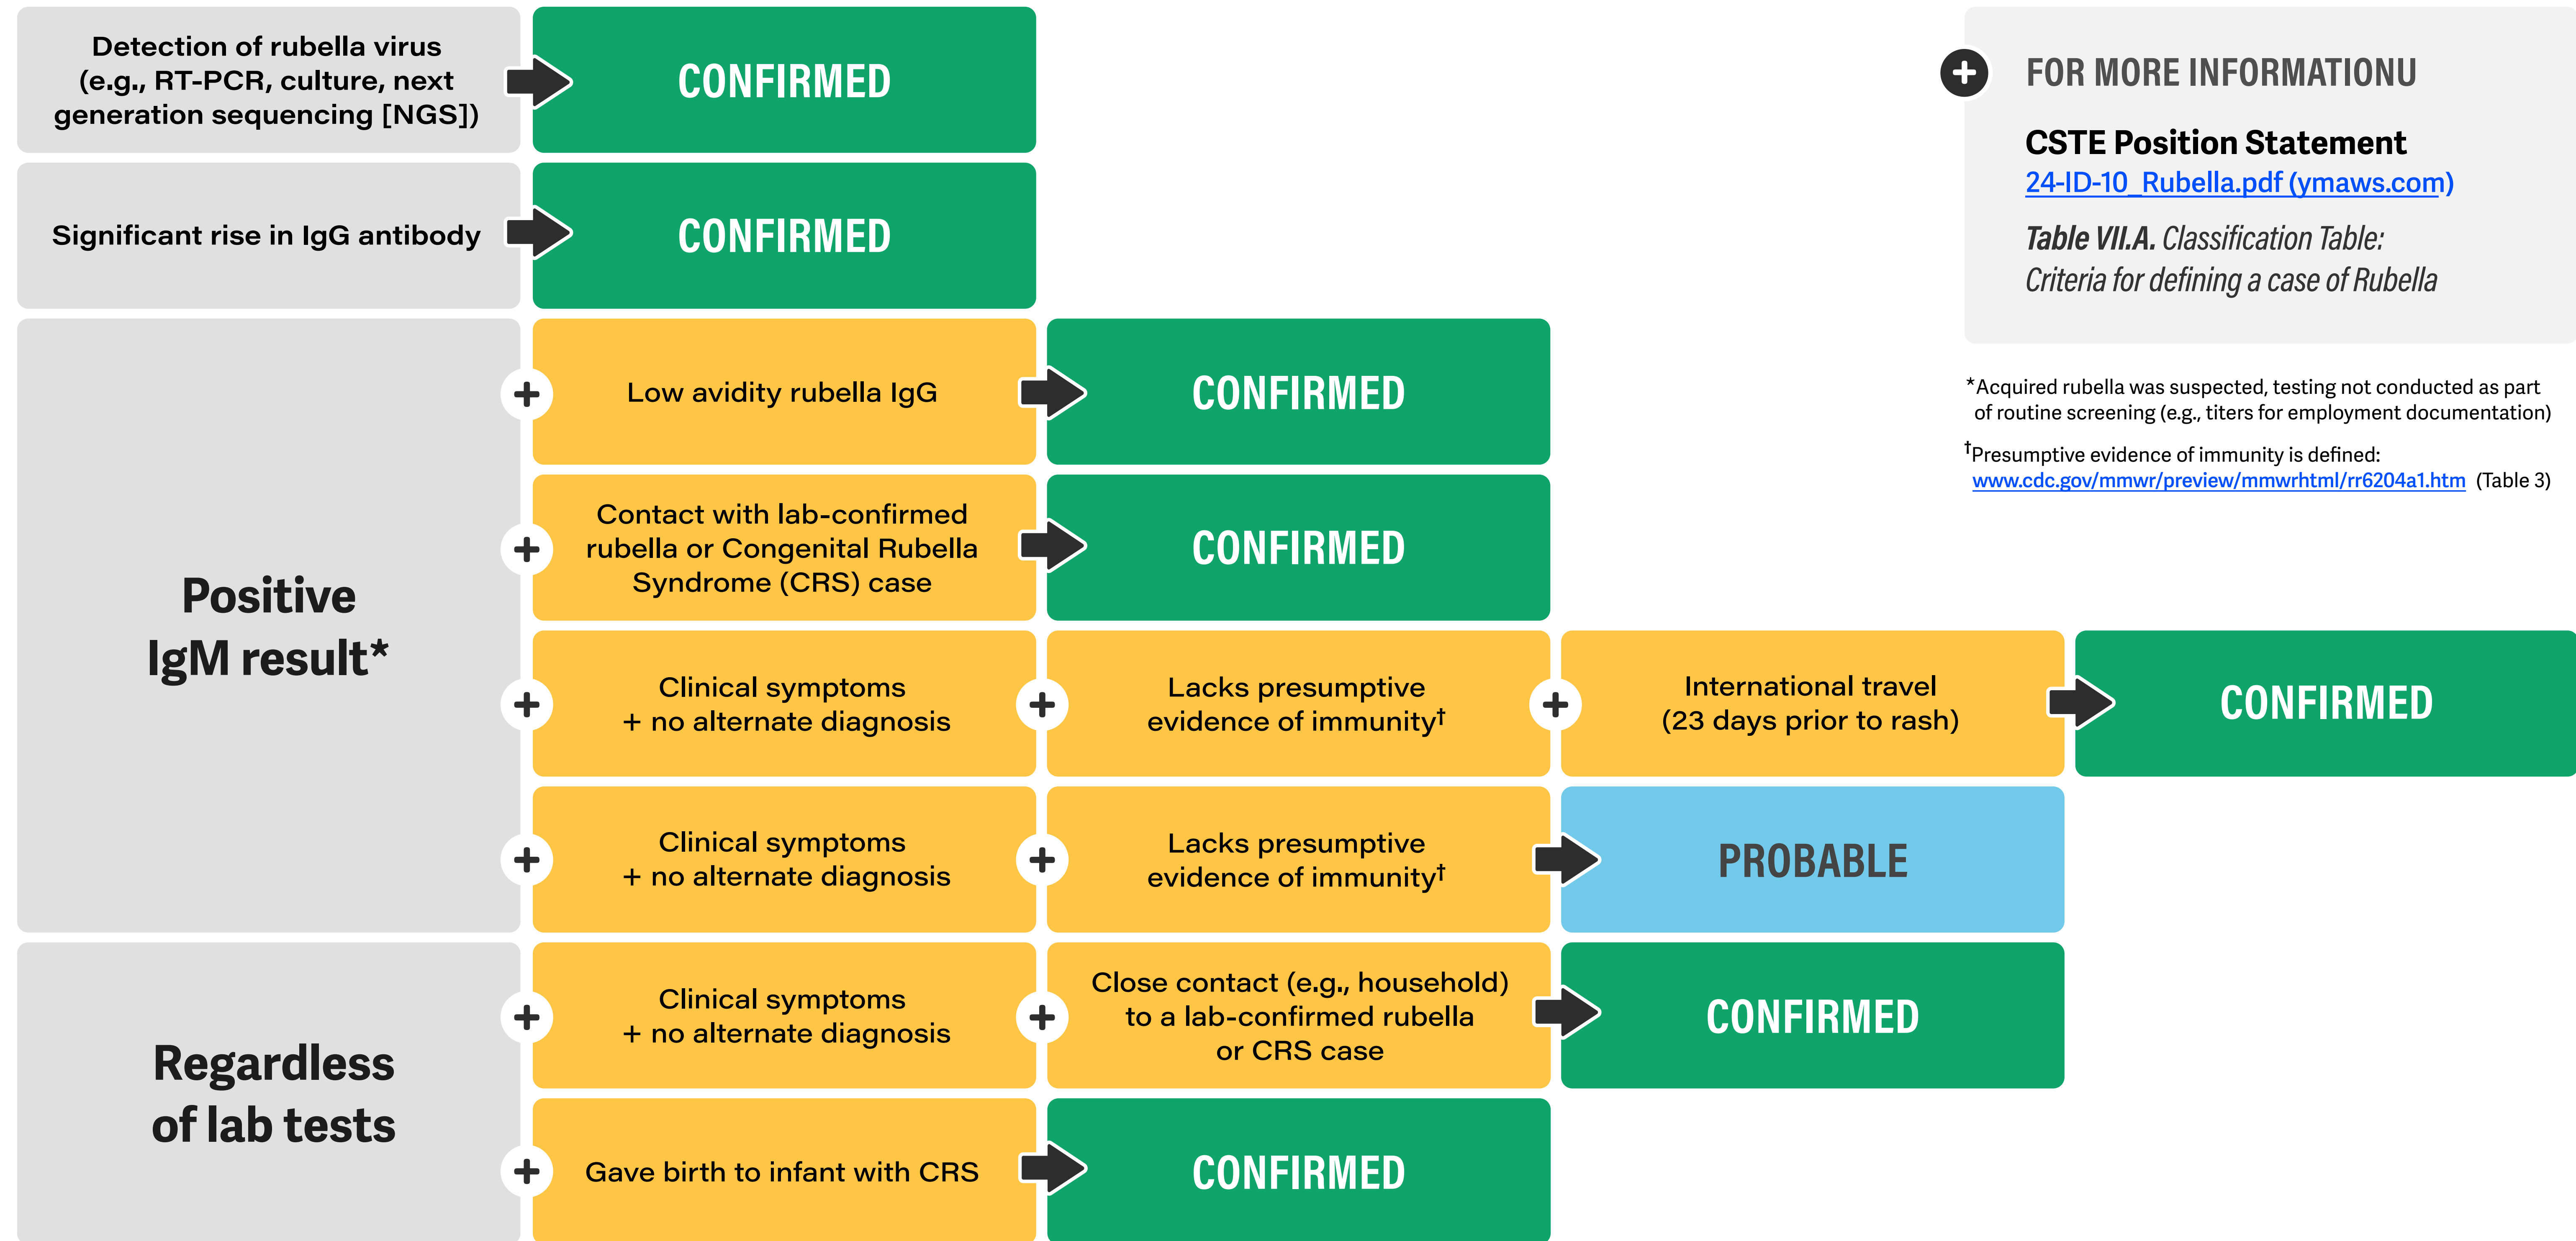 Detection of rubella virus
(e.g., RT-PCR, culture, next
generation sequencing [NGS])
CONFIRMED
Significant rise in IgG antibody
CONFIRMED
Positive
IgM result*
Low avidity rubella IgG
CONFIRMED
Contact with lab-confirmed
rubella or Congenital Rubella
Syndrome (CRS) case
CONFIRMED
Clinical symptoms
+ no alternate diagnosis
Lacks presumptive
evidence of immunity†
International travel
(23 days prior to rash)
CONFIRMED
Clinical symptoms
+ no alternate diagnosis
Lacks presumptive
evidence of immunity†
PROBABLE
Regardless
of lab tests
Clinical symptoms
+ no alternate diagnosis
Close contact (e.g., household)
to a lab-confirmed rubella
or CRS case
CONFIRMED
Gave birth to infant with CRS
CONFIRMED
FOR MORE INFORMATIONU
CSTE Position Statement
24-ID-10_Rubella.pdf (ymaws.com)
Table VII.A. Classification Table:
Criteria for defining a case of Rubella
*Acquired rubella was suspected, testing not conducted as part
of routine screening (e.g., titers for employment documentation)
†Presumptive evidence of immunity is defined:
www.cdc.gov/mmwr/preview/mmwrhtml/rr6204a1.htm (Table 3)